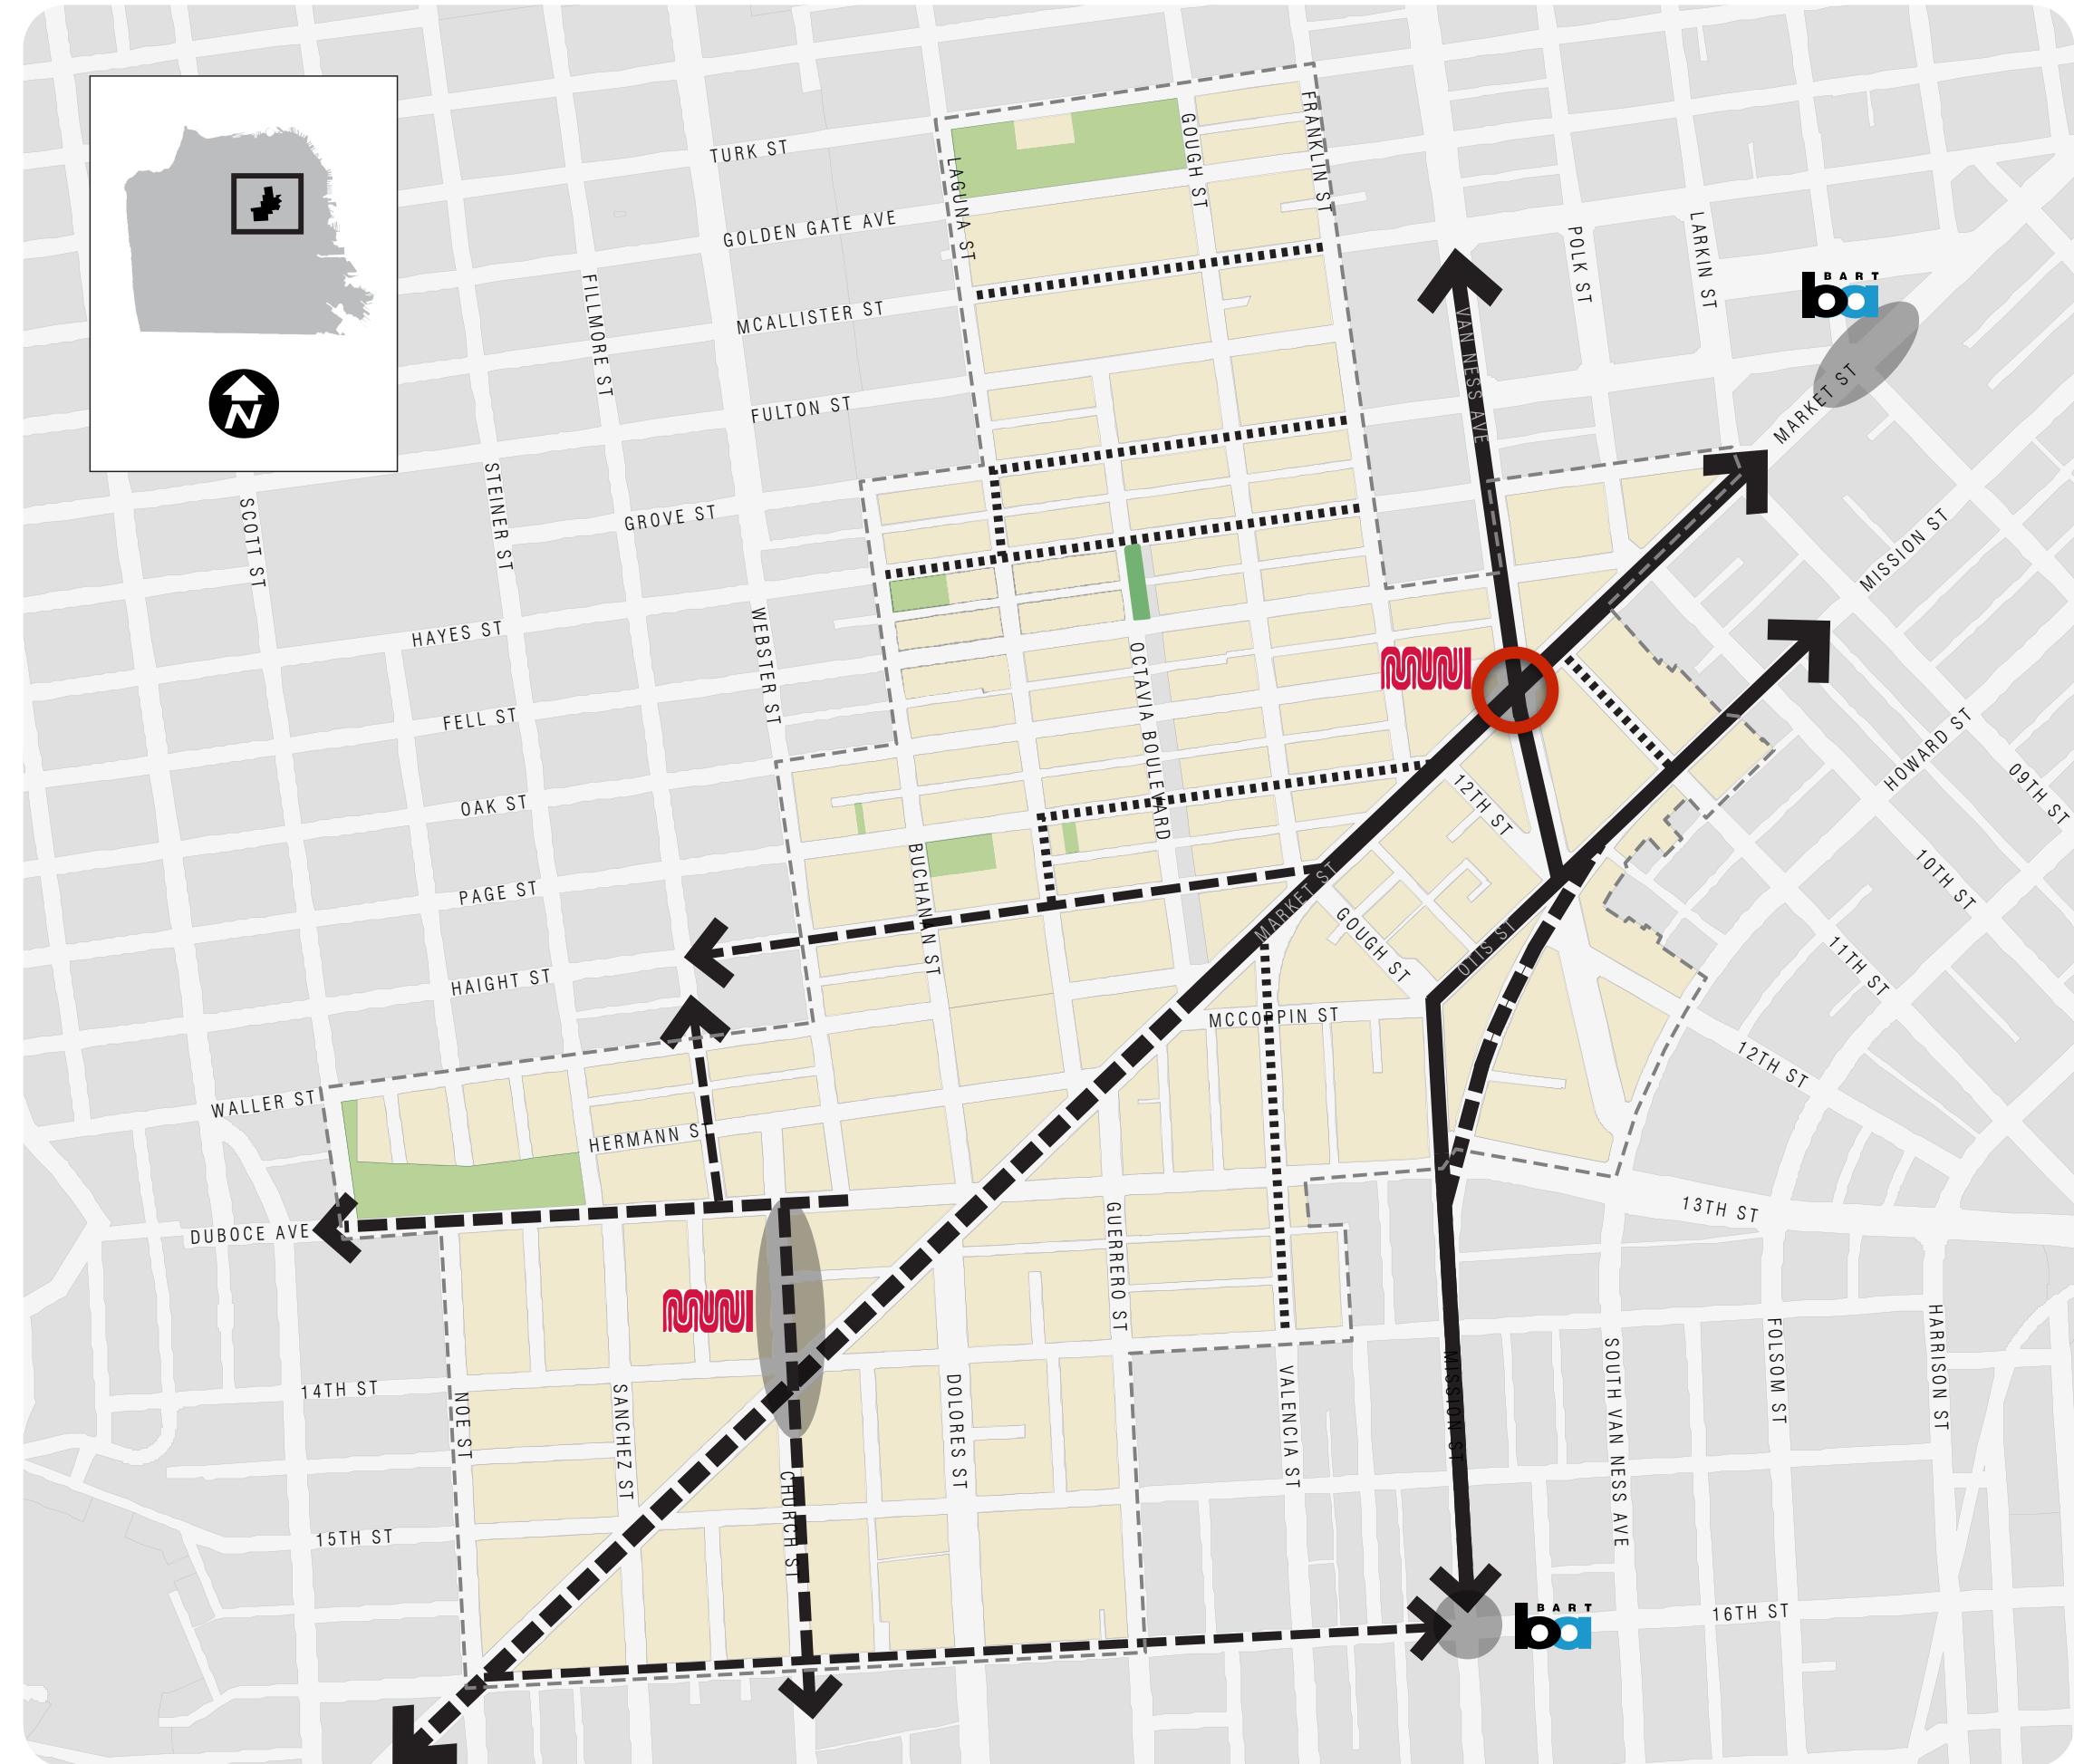 TURK ST
GOLDEN GATE AVE
MCALLISTER ST
FULTON ST
GROVE ST
HAYES ST
FELL ST
OAK ST
PAGE ST
HAIGHT ST
WALLER ST
HERMANN ST
DUBOCE AVE
14TH ST
15TH ST
16TH ST
13TH ST
12TH ST
11TH ST
10TH ST
09TH ST
12TH ST
SCOTT ST
STEINER ST
FILLMORE ST
WEBSTER ST
BUCHANAN ST
LAGUNA ST
OCTAVIA BOULEVARD
GOUGH ST
FRANKLIN ST
VAN NESS AVE
POLK ST
LARKIN ST
MARKET ST
MISSION ST
HOWARD ST
MARKET ST
GOUGH ST
OTIS ST
MCCOPPIN ST
NOE ST
SANCHEZ ST
CHURCH ST
DOLORES ST
GUERRERO ST
VALENCIA ST
MISSION ST
SOUTH VAN NESS AVE
FOLSOM ST
HARRISON ST
N
BART
ba
MUNI
MUNI
BART
ba